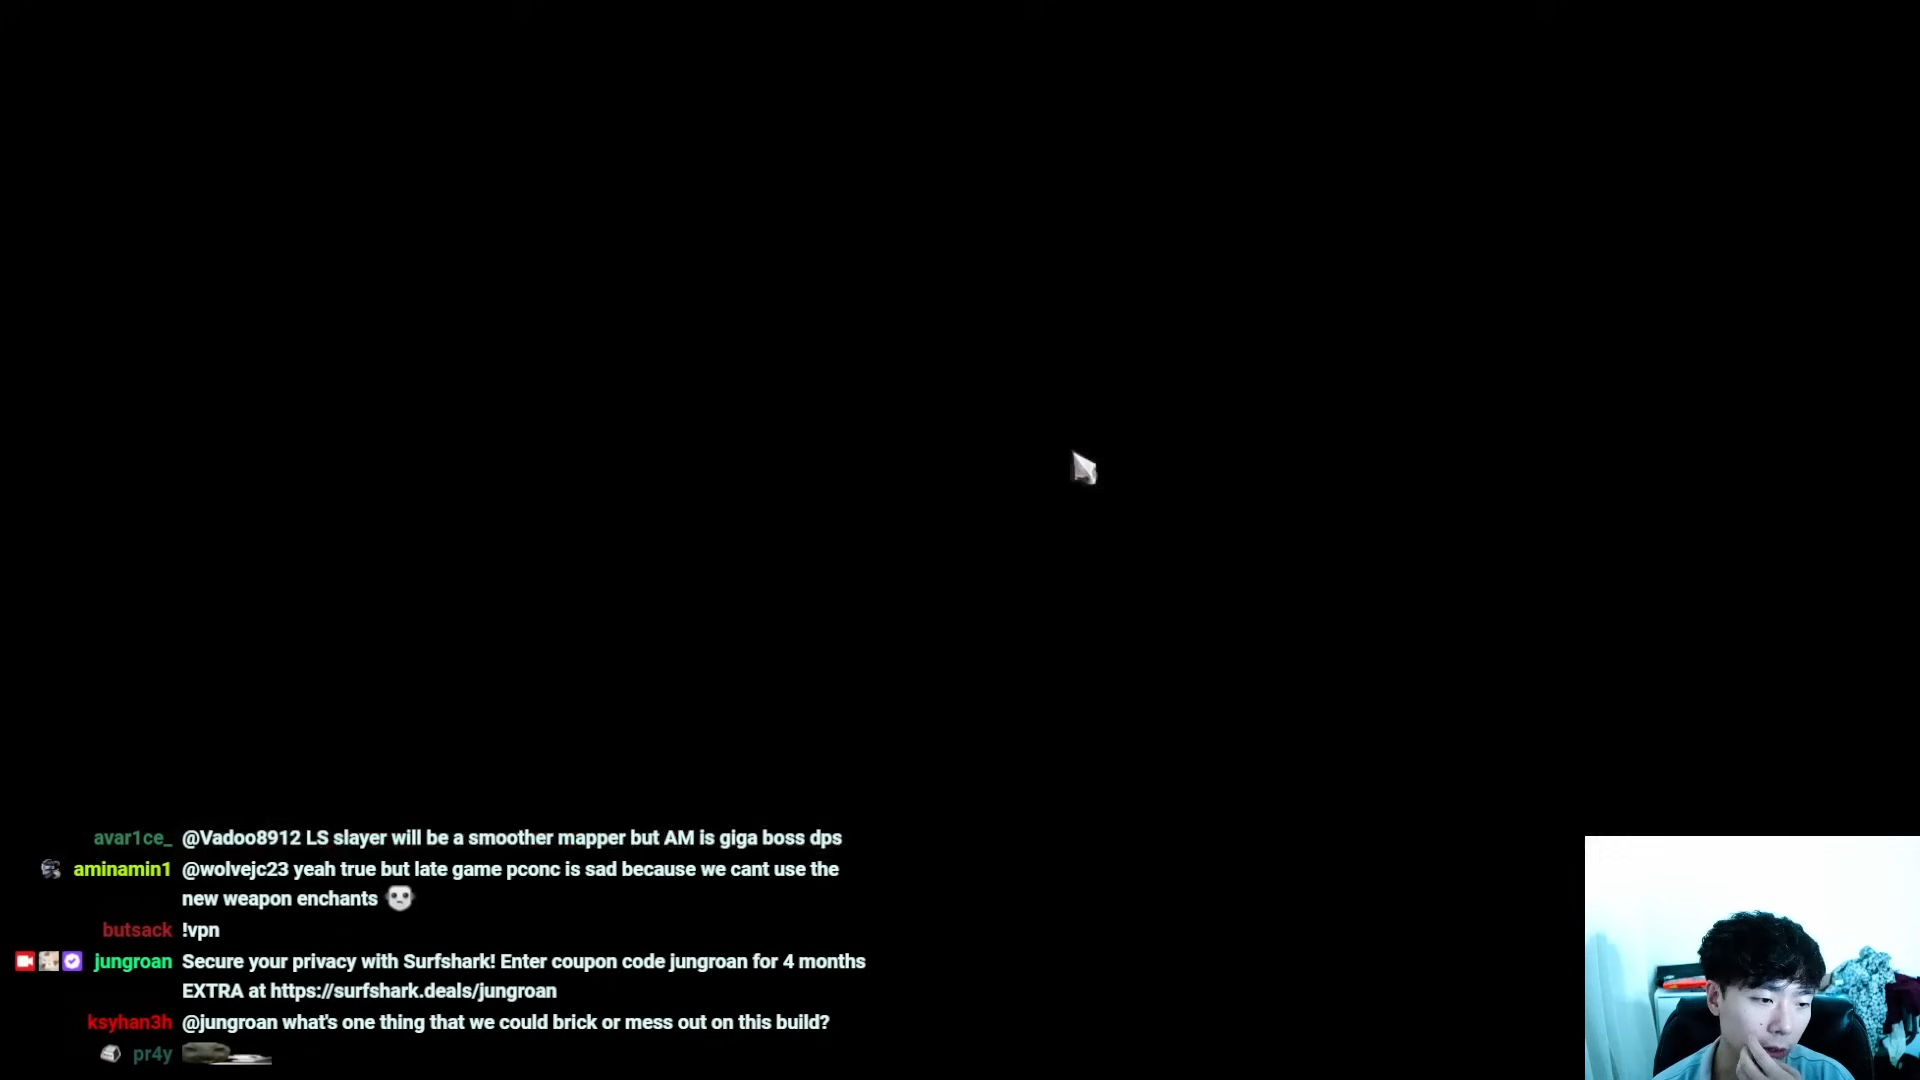 avar1ce_ @Vadoo8912 LS slayer will be a smoother mapper but AM is giga boss dps
aminamin1 @wolvejc23 yeah true but late game pconc is sad because we cant use the
new weapon enchants
butsack !vpn
jungroan Secure your privacy with Surfshark! Enter coupon code jungroan for 4 months
EXTRA at https://surfshark.deals/jungroan
ksyhan3h @jungroan what's one thing that we could brick or mess out on this build?
pr4y